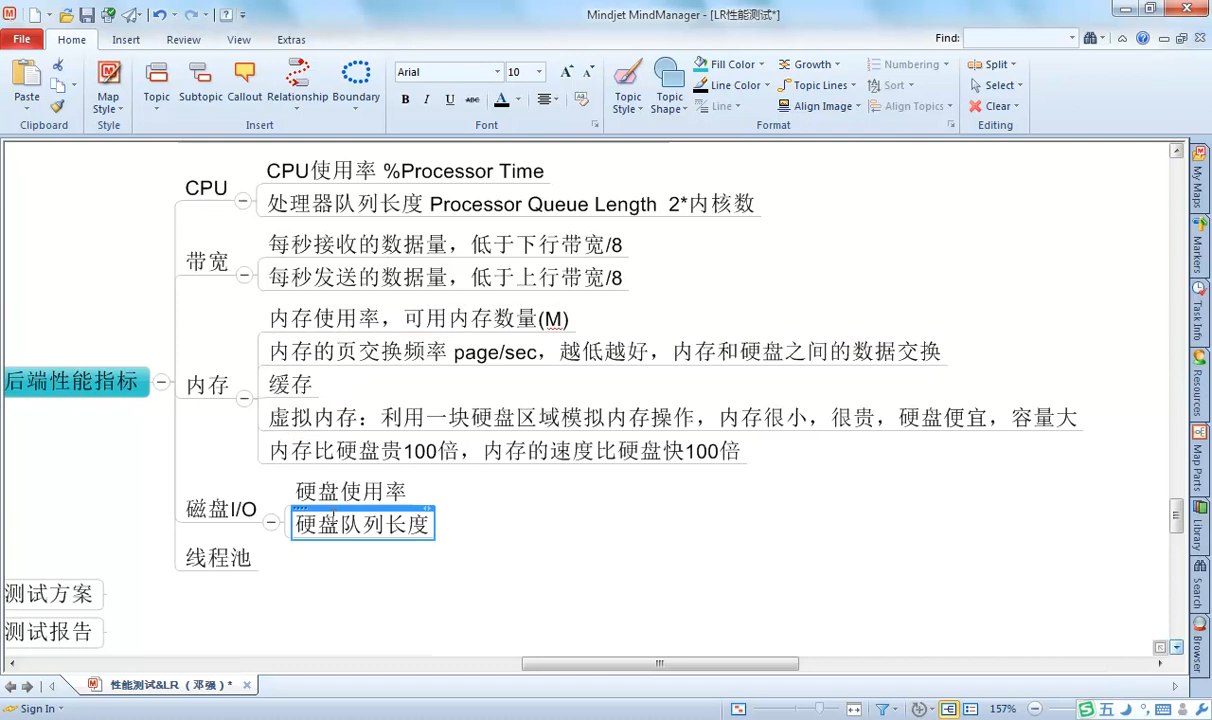 Mindjet MindManager - [LR性能测试*]
File
Home
Insert
Review
View
Extras
Find:
Paste
Map Style
Topic
Subtopic
Callout
Relationship
Boundary
Arial
10
B I U abc A
Topic Style
Topic Shape
Fill Color
Line Color
Line
Growth
Topic Lines
Align Image
Numbering
Sort
Align Topics
Split
Select
Clear
Clipboard
Style
Insert
Font
Format
Editing
CPU
CPU使用率 %Processor Time
处理器队列长度 Processor Queue Length 2*内核数
带宽
每秒接收的数据量，低于下行带宽/8
每秒发送的数据量，低于上行带宽/8
后端性能指标
内存
内存使用率，可用内存数量(M)
内存的页交换频率 page/sec，越低越好，内存和硬盘之间的数据交换
缓存
虚拟内存：利用一块硬盘区域模拟内存操作，内存很小，很贵，硬盘便宜，容量大
内存比硬盘贵100倍，内存的速度比硬盘快100倍
磁盘I/O
硬盘使用率
硬盘队列长度
线程池
测试方案
测试报告
My Maps
Markers
Task Info
Resources
Map Parts
Library
Search
Browser
性能测试&LR （邓强）*
Sign In
157%
五